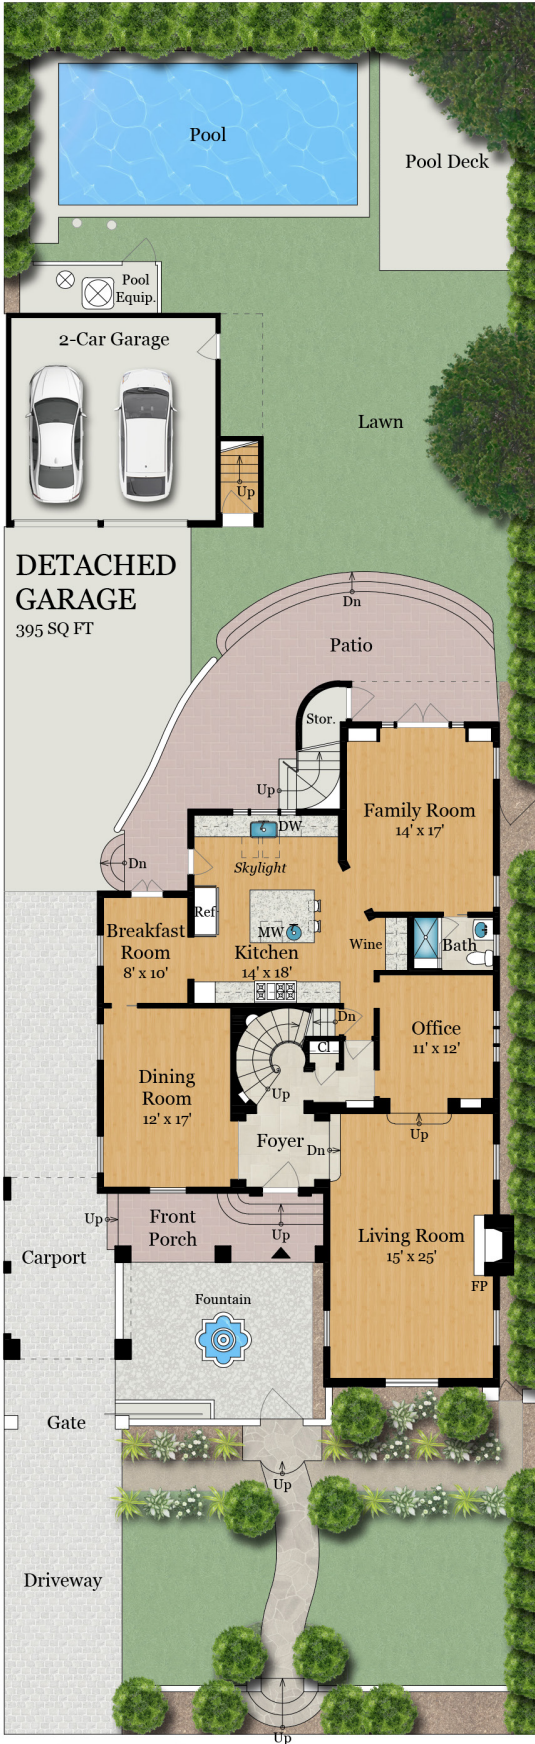 Pool
Pool Deck
Pool
Equip.
2-Car Garage
Lawn
Up
DETACHED
GARAGE
395 SQ FT
Dn
Patio
Stor.
Up
Family Room
14' x 17'
DW
Skylight
Dn
Ref
MW
Wine
Bath
Breakfast
Room
8' x 10'
Kitchen
14' x 18'
Dn
Office
11' x 12'
Cl
Dining
Room
12' x 17'
Up
Foyer
Dn
Up
Up
Front
Porch
Up
Living Room
15' x 25'
Carport
FP
Fountain
Gate
Up
Driveway
Up